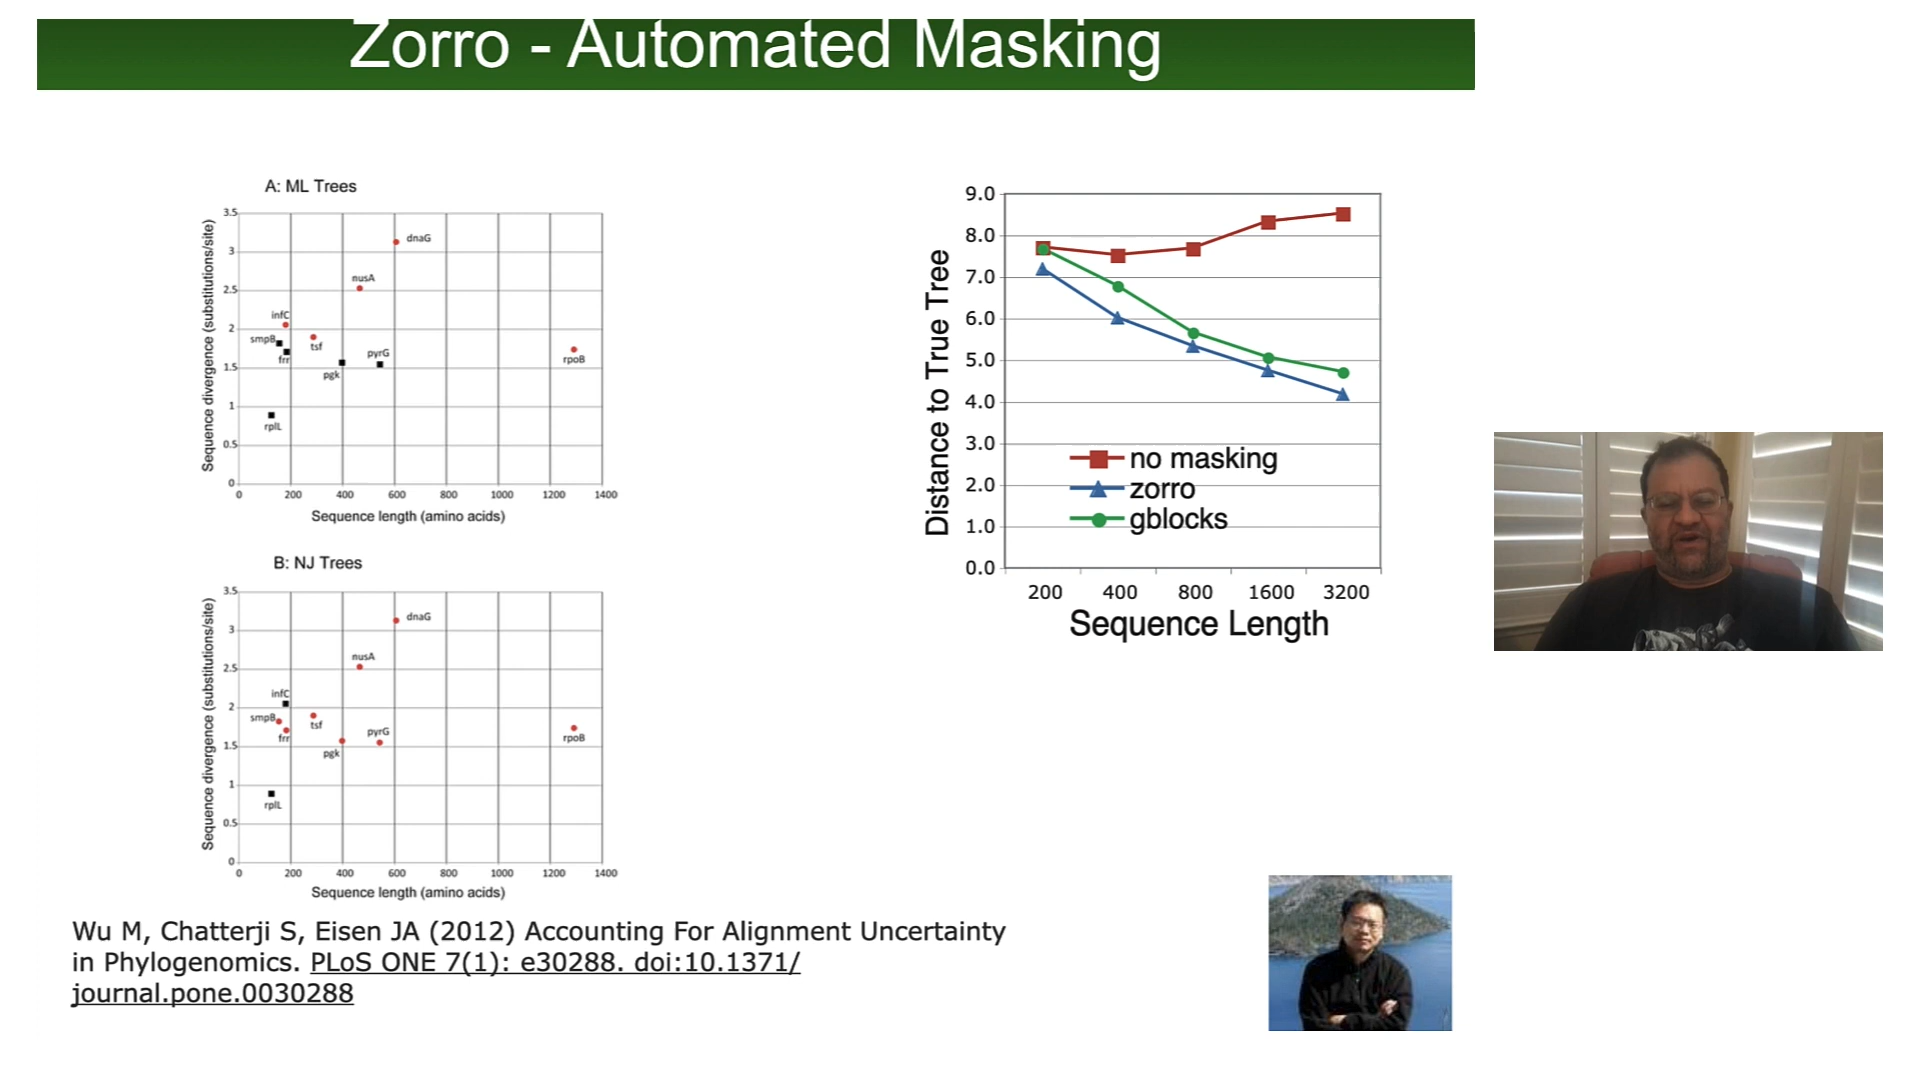 Zorro - Automated Masking
A: ML Trees
Sequence divergence (substitutions/site)
3.5
3
2.5
2
1.5
1
0.5
0
dnaG
nusA
infC
smpB
frr
tsf
pgk
pyrG
rpoB
rplL
0 200 400 600 800 1000 1200 1400
Sequence length (amino acids)
B: NJ Trees
Sequence divergence (substitutions/site)
3.5
3
2.5
2
1.5
1
0.5
0
dnaG
nusA
infC
smpB
frr
tsf
pgk
pyrG
rpoB
rplL
0 200 400 600 800 1000 1200 1400
Sequence length (amino acids)
Distance to True Tree
9.0
8.0
7.0
6.0
5.0
4.0
3.0
2.0
1.0
0.0
no masking
zorro
gblocks
200 400 800 1600 3200
Sequence Length
Wu M, Chatterji S, Eisen JA (2012) Accounting For Alignment Uncertainty
in Phylogenomics. PLoS ONE 7(1): e30288. doi:10.1371/
journal.pone.0030288